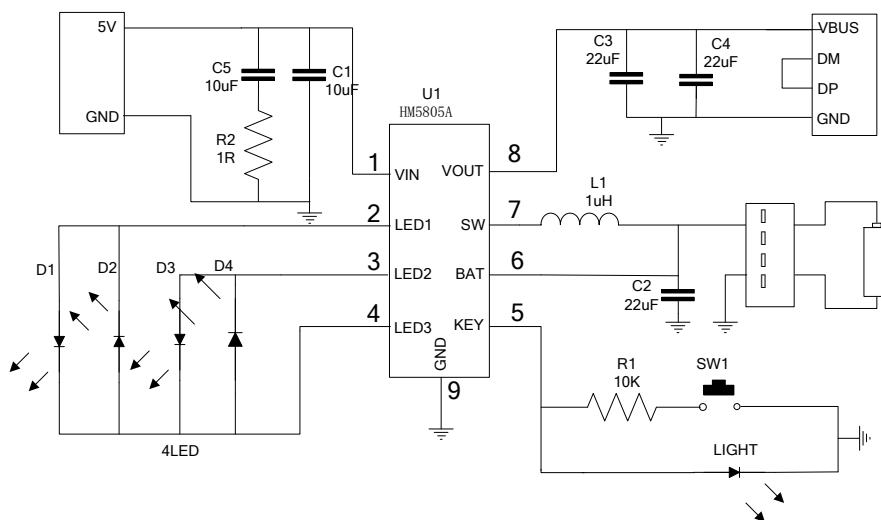 5V
GND
C5
10uF
C1
10uF
R2
1R
U1
HM5805A
1
VIN
2
LED1
3
LED2
4
LED3
VOUT
8
SW
7
BAT
6
KEY
5
GND
9
C3
22uF
C4
22uF
VBUS
DM
DP
GND
L1
1uH
C2
22uF
D1
D2
D3
D4
4LED
R1
10K
SW1
LIGHT